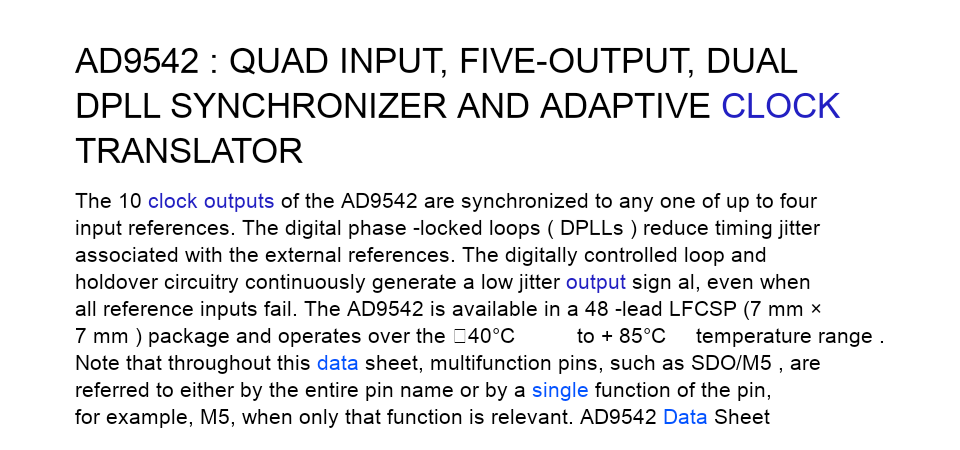 AD9542 : QUAD INPUT, FIVE-OUTPUT, DUAL
DPLL SYNCHRONIZER AND ADAPTIVE CLOCK
TRANSLATOR
The 10 clock outputs of the AD9542 are synchronized to any one of up to four
input references. The digital phase -locked loops ( DPLLs ) reduce timing jitter
associated with the external references. The digitally controlled loop and
holdover circuitry continuously generate a low jitter output sign al, even when
all reference inputs fail. The AD9542 is available in a 48 -lead LFCSP (7 mm ×
7 mm ) package and operates over the □40°C to + 85°C temperature range .
Note that throughout this data sheet, multifunction pins, such as SDO/M5 , are
referred to either by the entire pin name or by a single function of the pin,
for example, M5, when only that function is relevant. AD9542 Data Sheet